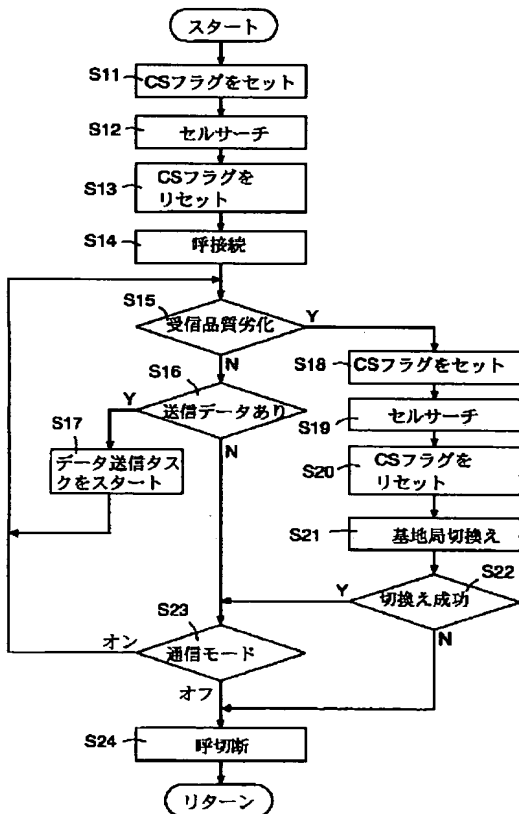 スタート
S11
CSフラグをセット
S12
セルサーチ
S13
CSフラグを
リセット
S14
呼接続
S15
受信品質劣化
Y
N
S16
送信データあり
Y
N
S17
データ送信タス
クをスタート
S18
CSフラグをセット
S19
セルサーチ
S20
CSフラグを
リセット
S21
基地局切換え
S22
切換え成功
Y
N
S23
通信モード
オン
オフ
S24
呼切断
リターン